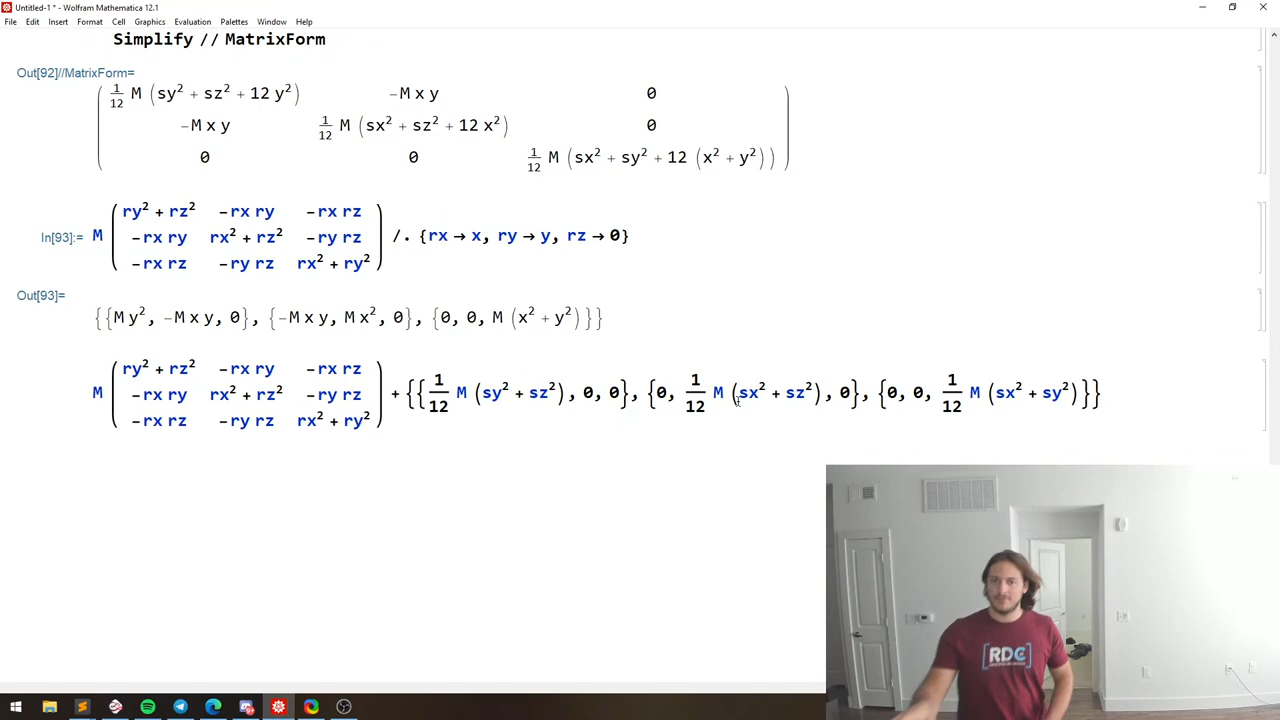 Untitled-1 * - Wolfram Mathematica 12.1
File Edit Insert Format Cell Graphics Evaluation Palettes Window Help
Simplify // MatrixForm
Out[92]//MatrixForm=
1/12 M (sy² + sz² + 12 y²) -M x y 0
-M x y 1/12 M (sx² + sz² + 12 x²) 0
0 0 1/12 M (sx² + sy² + 12 (x² + y²))
ry² + rz² -rx ry -rx rz
In[93]:= M -rx ry rx² + rz² -ry rz /. {rx → x, ry → y, rz → 0}
-rx rz -ry rz rx² + ry²
Out[93]=
{{M y², -M x y, 0}, {-M x y, M x², 0}, {0, 0, M (x² + y²)}}
ry² + rz² -rx ry -rx rz
M -rx ry rx² + rz² -ry rz + {{1/12 M (sy² + sz²), 0, 0}, {0, 1/12 M (sx² + sz²), 0}, {0, 0, 1/12 M (sx² + sy²)}}
-rx rz -ry rz rx² + ry²
RDC